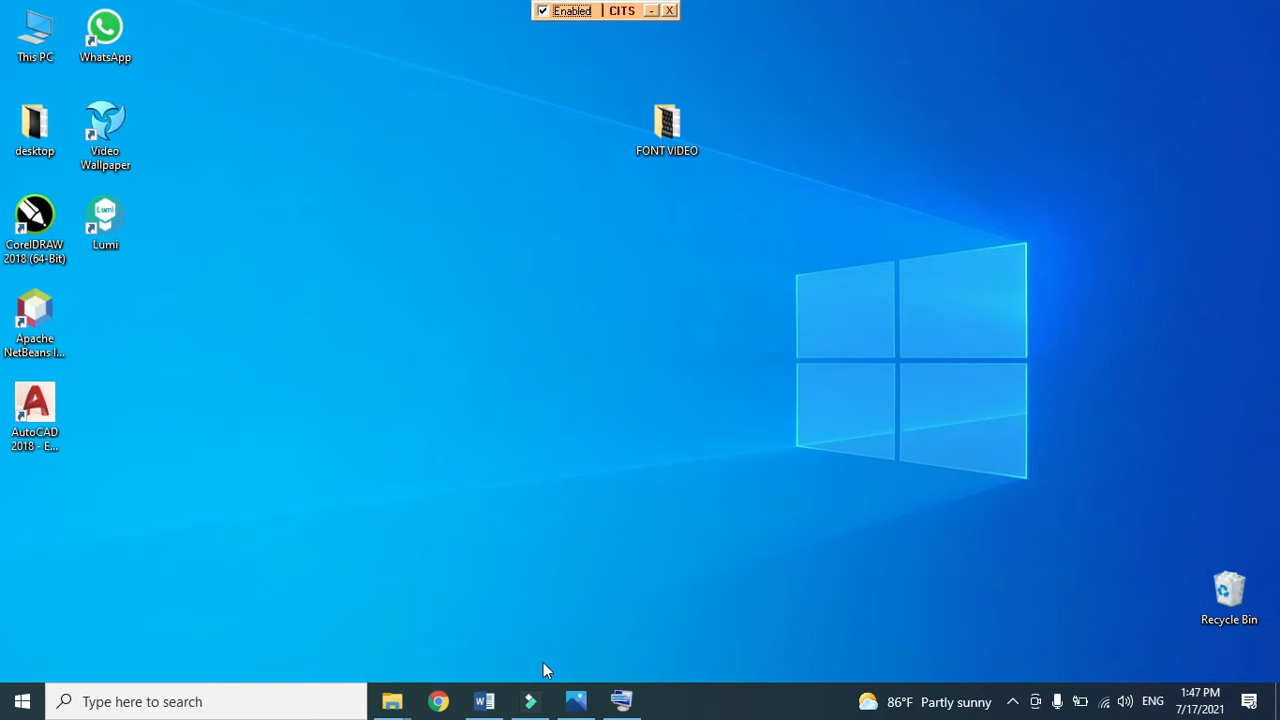 Enabled | CITS - X
This PC
WhatsApp
desktop
Video
Wallpaper
FONT VIDEO
CorelDRAW
2018 (64-Bit)
Lumi
Lumi
Apache
NetBeans I...
AutoCAD
2018 - E...
Recycle Bin
Type here to search
86°F Partly sunny
ENG
1:47 PM
7/17/2021